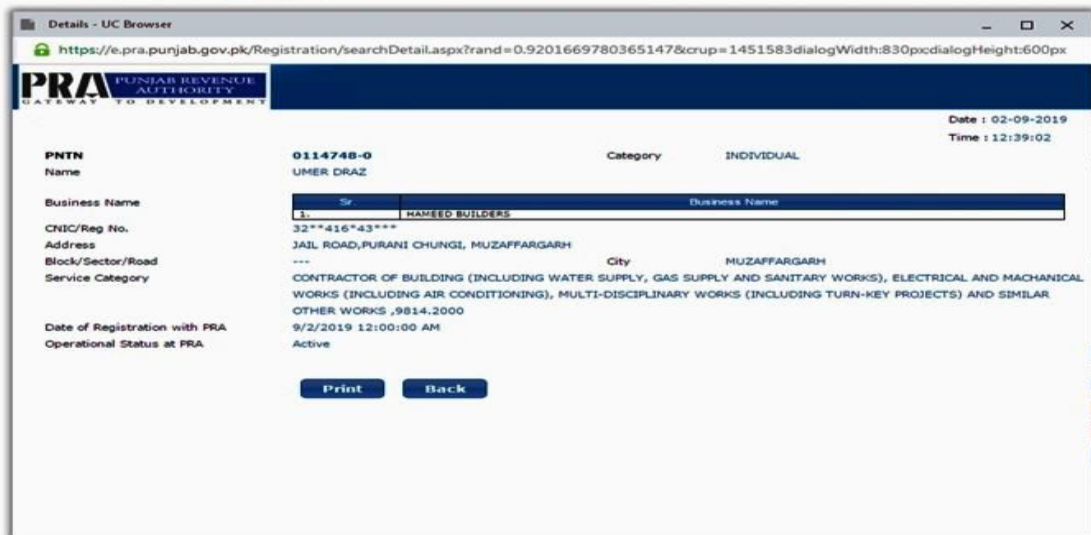 Details - UC Browser
https://e.pra.punjab.gov.pk/Registration/searchDetail.aspx?rand=0.9201669780365147&crup=1451583dialogWidth:830px:dialogHeight:600px
PRA PUNJAB REVENUE AUTHORITY
GATEWAY TO DEVELOPMENT
Date : 02-09-2019
Time : 12:39:02
PNTN 0114748-0 Category INDIVIDUAL
Name UMER DRAZ
Business Name Sr. Business Name
1. HAMEED BUILDERS
CNIC/Reg No. 32**416*43***
Address JAIL ROAD,PURANI CHUNGI, MUZAFFARGARH
Block/Sector/Road --- City MUZAFFARGARH
Service Category CONTRACTOR OF BUILDING (INCLUDING WATER SUPPLY, GAS SUPPLY AND SANITARY WORKS), ELECTRICAL AND MACHANICAL
WORKS (INCLUDING AIR CONDITIONING), MULTI-DISCIPLINARY WORKS (INCLUDING TURN-KEY PROJECTS) AND SIMILAR
OTHER WORKS ,9814.2000
Date of Registration with PRA 9/2/2019 12:00:00 AM
Operational Status at PRA Active
Print Back